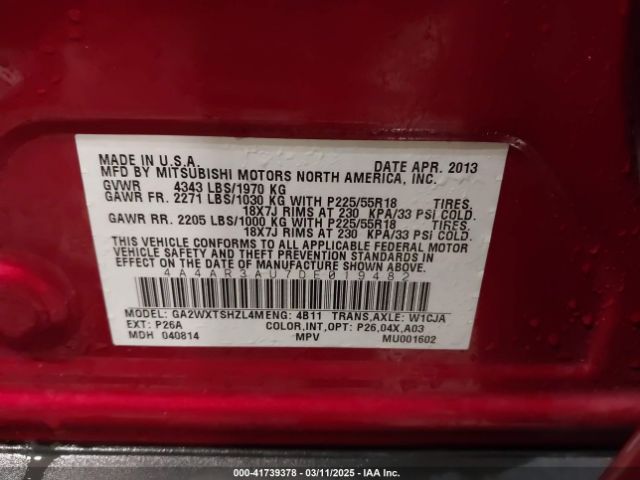 MADE IN U.S.A. DATE APR. 2013
MFD BY MITSUBISHI MOTORS NORTH AMERICA, INC.
GVWR 4343 LBS/1970 KG
GAWR FR. 2271 LBS/1030 KG WITH P225/55R18 TIRES,
18X7J RIMS AT 230 KPA/33 PSI COLD.
GAWR RR. 2205 LBS/1000 KG WITH P225/55R18 TIRES,
18X7J RIMS AT 230 KPA/33 PSI COLD.
THIS VEHICLE CONFORMS TO ALL APPLICABLE FEDERAL MOTOR
VEHICLE SAFETY AND THEFT PREVENTION STANDARDS IN
EFFECT ON THE DATE OF MANUFACTURE SHOWN ABOVE.
4A4AR3AU7DE019482
MODEL: GA2WXTSHZL4M ENG: 4B11 TRANS,AXLE: W1CJA
EXT: P26A COLOR,INT,OPT: P26,04X,A03
MDH 040814 MPV MU001602
000-41739378 - 03/11/2025 - IAA Inc.